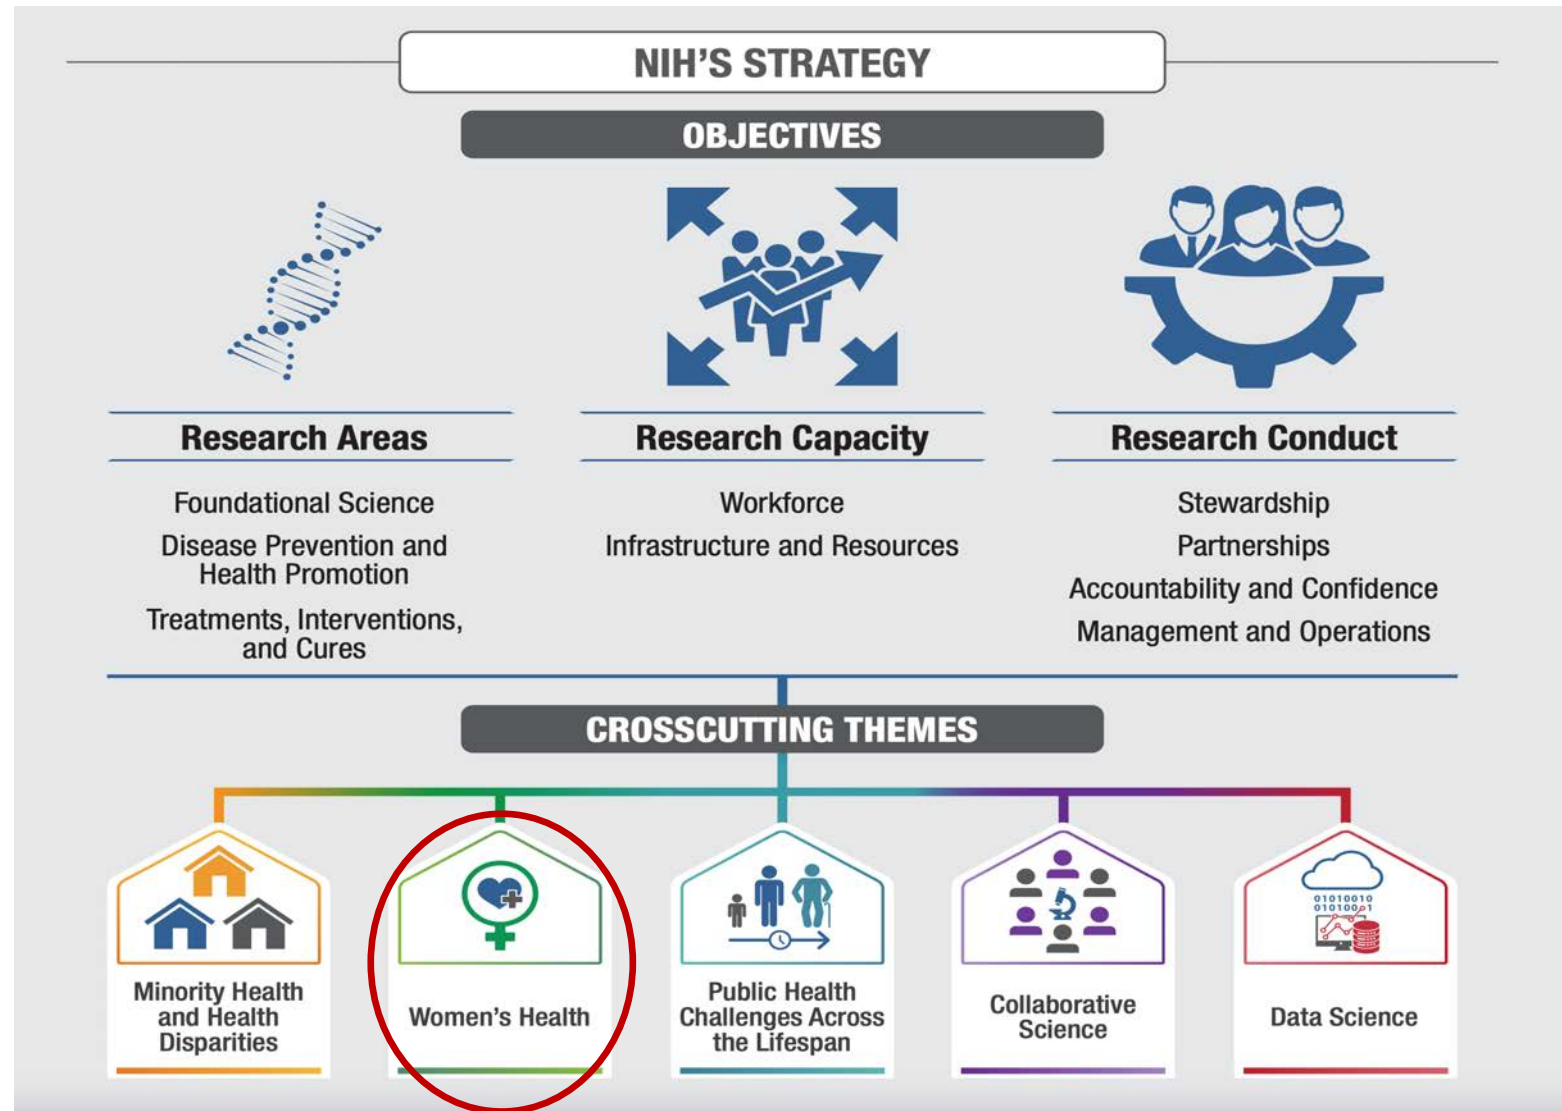 NIH'S STRATEGY
OBJECTIVES
Research Areas
Foundational Science
Disease Prevention and
Health Promotion
Treatments, Interventions,
and Cures
Research Capacity
Workforce
Infrastructure and Resources
Research Conduct
Stewardship
Partnerships
Accountability and Confidence
Management and Operations
CROSSCUTTING THEMES
Minority Health
and Health
Disparities
Women's Health
Public Health
Challenges Across
the Lifespan
Collaborative
Science
01010010
01010011
Data Science